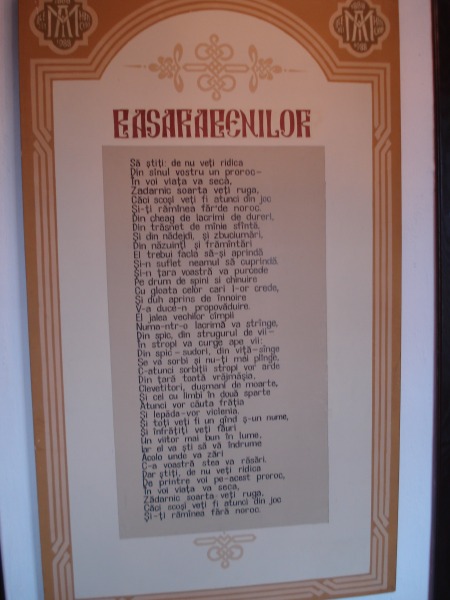 BASARABENILOR
Să știți: de nu veți ridica
Din sînul vostru un proroc-
În voi viața va seca,
Zadarnic soarta veți ruga,
Căci scoși veți fi atunci din joc
Și-ți rămînea făr'de noroc.
Din cheag de lacrimi de dureri,
Din trăsnet de mînie sfîntă,
Și din nădejdi, și zbuciumări,
Din năzuinți și frămîntări
El trebui facla să-și aprindă
Și-n suflet neamul să cuprindă.
Și-n țara voastră va purcede
Pe drum de spini și chinuire
Cu gloata celor cari l-or crede,
Și duh aprins de înnoire
V-a duce-n propovăduire.
El jalea vechilor cîmpii
Numa-ntr-o lacrimă va strînge,
Din spic, din strugurul de vii-
În stropi va curge ape vii:
Din spic-sudori, din viță-sînge
Se va sorbi și nu-ți mai plînge,
C-atunci sorbiții stropi vor arde
Din țară toată vrăjmășia,
Clevetitori, dușmani de moarte,
Și cel cu limbi în două sparte
Atunci vor căuta frăția
Și lepăda-vor viclenia.
Și toți veți fi un gînd ș-un nume,
Și înfrățiți veți făuri
Un viitor mai bun în lume,
Iar el va ști să vă îndrume
Acolo unde va zări
C-a voastră stea va răsări.
Dar știți, de nu veți ridica
De printre voi pe-acest proroc,
În voi viața va seca,
Zădarnic soarta veți ruga,
Căci scoși veți fi atunci din joc
Și-ți rămînea fără noroc.